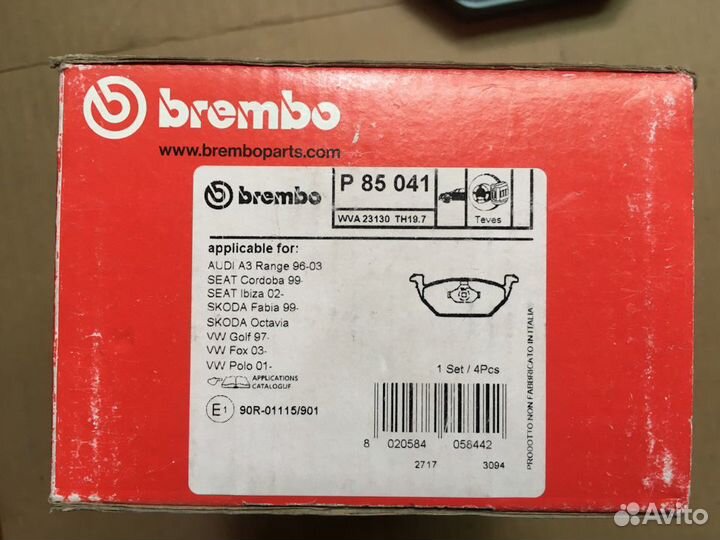 brembo
www.bremboparts.com
brembo
P 85 041
WVA 23130 TH19.7
Teves
applicable for:
AUDI A3 Range 96-03
SEAT Cordoba 99-
SEAT Ibiza 02-
SKODA Fabia 99-
SKODA Octavia
VW Golf 97-
VW Fox 03-
VW Polo 01-
APPLICATIONS
CATALOGUE
E1 90R-01115/901
1 Set / 4Pcs
8 020584 058442
2717 3094
PRODOTTO NON FABBRICATO IN ITALIA
Avito